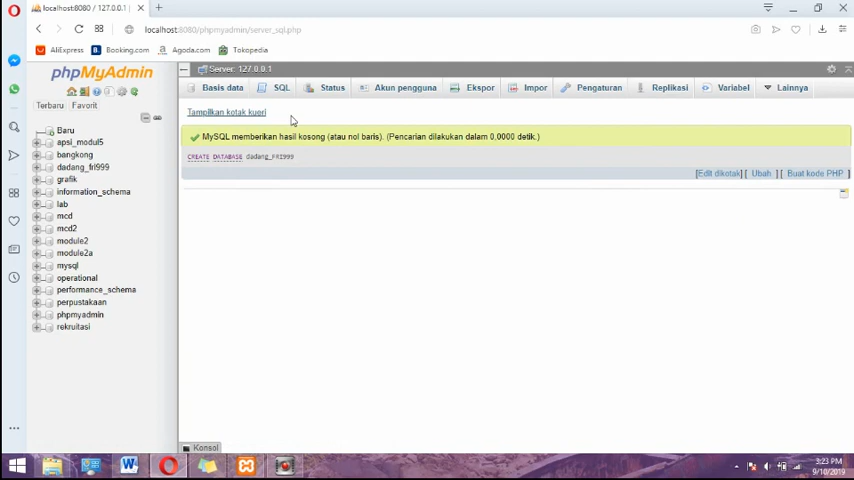 localhost:8080 / 127.0.0.1
localhost:8080/phpmyadmin/server_sql.php
AliExpress Booking.com Agoda.com Tokopedia
phpMyAdmin
Terbaru Favorit
Baru
apsi_modul5
bangkong
dadang_fri999
grafik
information_schema
lab
mcd
mcd2
module2
module2a
mysql
operational
performance_schema
perpustakaan
phpmyadmin
rekruitasi
Server: 127.0.0.1
Basis data SQL Status Akun pengguna Ekspor Impor Pengaturan Replikasi Variabel Lainnya
Tampilkan kotak kueri
MySQL memberikan hasil kosong (atau nol baris). (Pencarian dilakukan dalam 0,0000 detik.)
CREATE DATABASE dadang_FRI999
[Edit dikotak] [ Ubah ] [ Buat kode PHP ]
Konsol
3:23 PM
9/10/2019